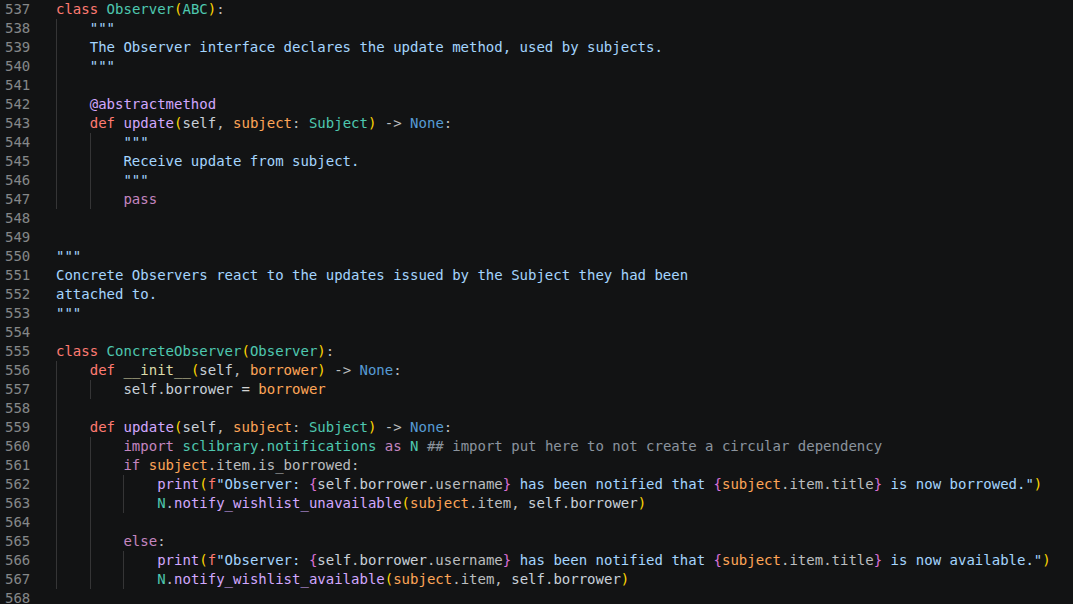 537 class Observer(ABC):
538     """
539     The Observer interface declares the update method, used by subjects.
540     """
541
542     @abstractmethod
543     def update(self, subject: Subject) -> None:
544         """
545         Receive update from subject.
546         """
547         pass
548
549
550 """
551 Concrete Observers react to the updates issued by the Subject they had been
552 attached to.
553 """
554
555 class ConcreteObserver(Observer):
556     def __init__(self, borrower) -> None:
557         self.borrower = borrower
558
559     def update(self, subject: Subject) -> None:
560         import sclibrary.notifications as N ## import put here to not create a circular dependency
561         if subject.item.is_borrowed:
562             print(f"Observer: {self.borrower.username} has been notified that {subject.item.title} is now borrowed.")
563             N.notify_wishlist_unavailable(subject.item, self.borrower)
564
565         else:
566             print(f"Observer: {self.borrower.username} has been notified that {subject.item.title} is now available.")
567             N.notify_wishlist_available(subject.item, self.borrower)
568